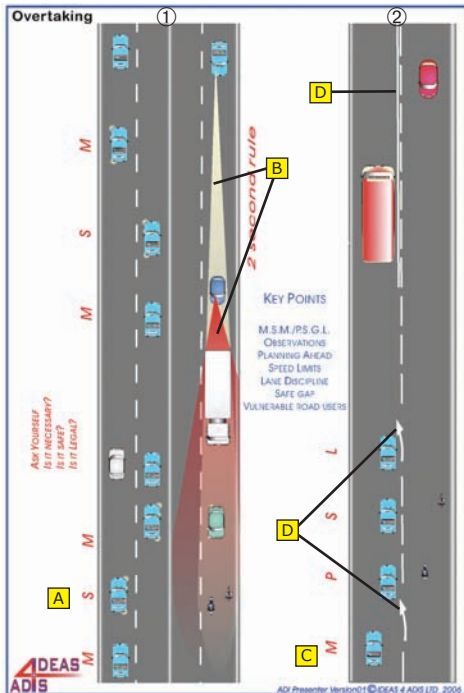 Overtaking
1
2
D
M
B
2 second rule
S
M
KEY POINTS
M.S.M./P.S.G.L.
OBSERVATIONS
PLANNING AHEAD
SPEED LIMITS
LANE DISCIPLINE
SAFE GAP
VULNERABLE ROAD USERS
ASK YOURSELF
IS IT NECESSARY?
IS IT SAFE?
IS IT LEGAL?
L
S
M
D
P
A
S
C
M
M
4DEAS
4 ADIS
ADI Presenter Version01©IDEAS 4 ADIS LTD 2006